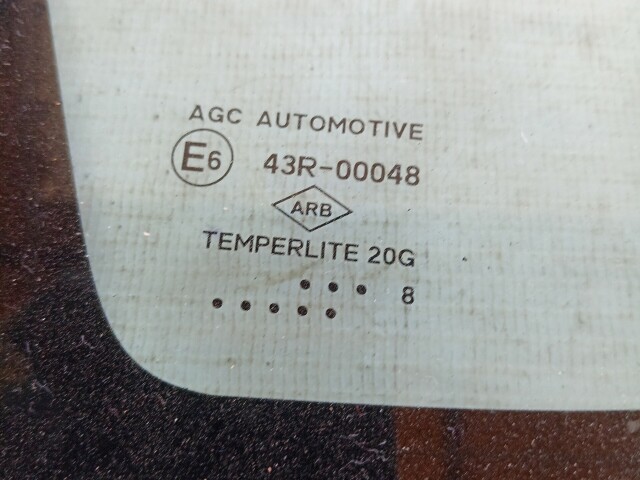 AGC AUTOMOTIVE
E6 43R-00048
ARB
TEMPERLITE 20G
8